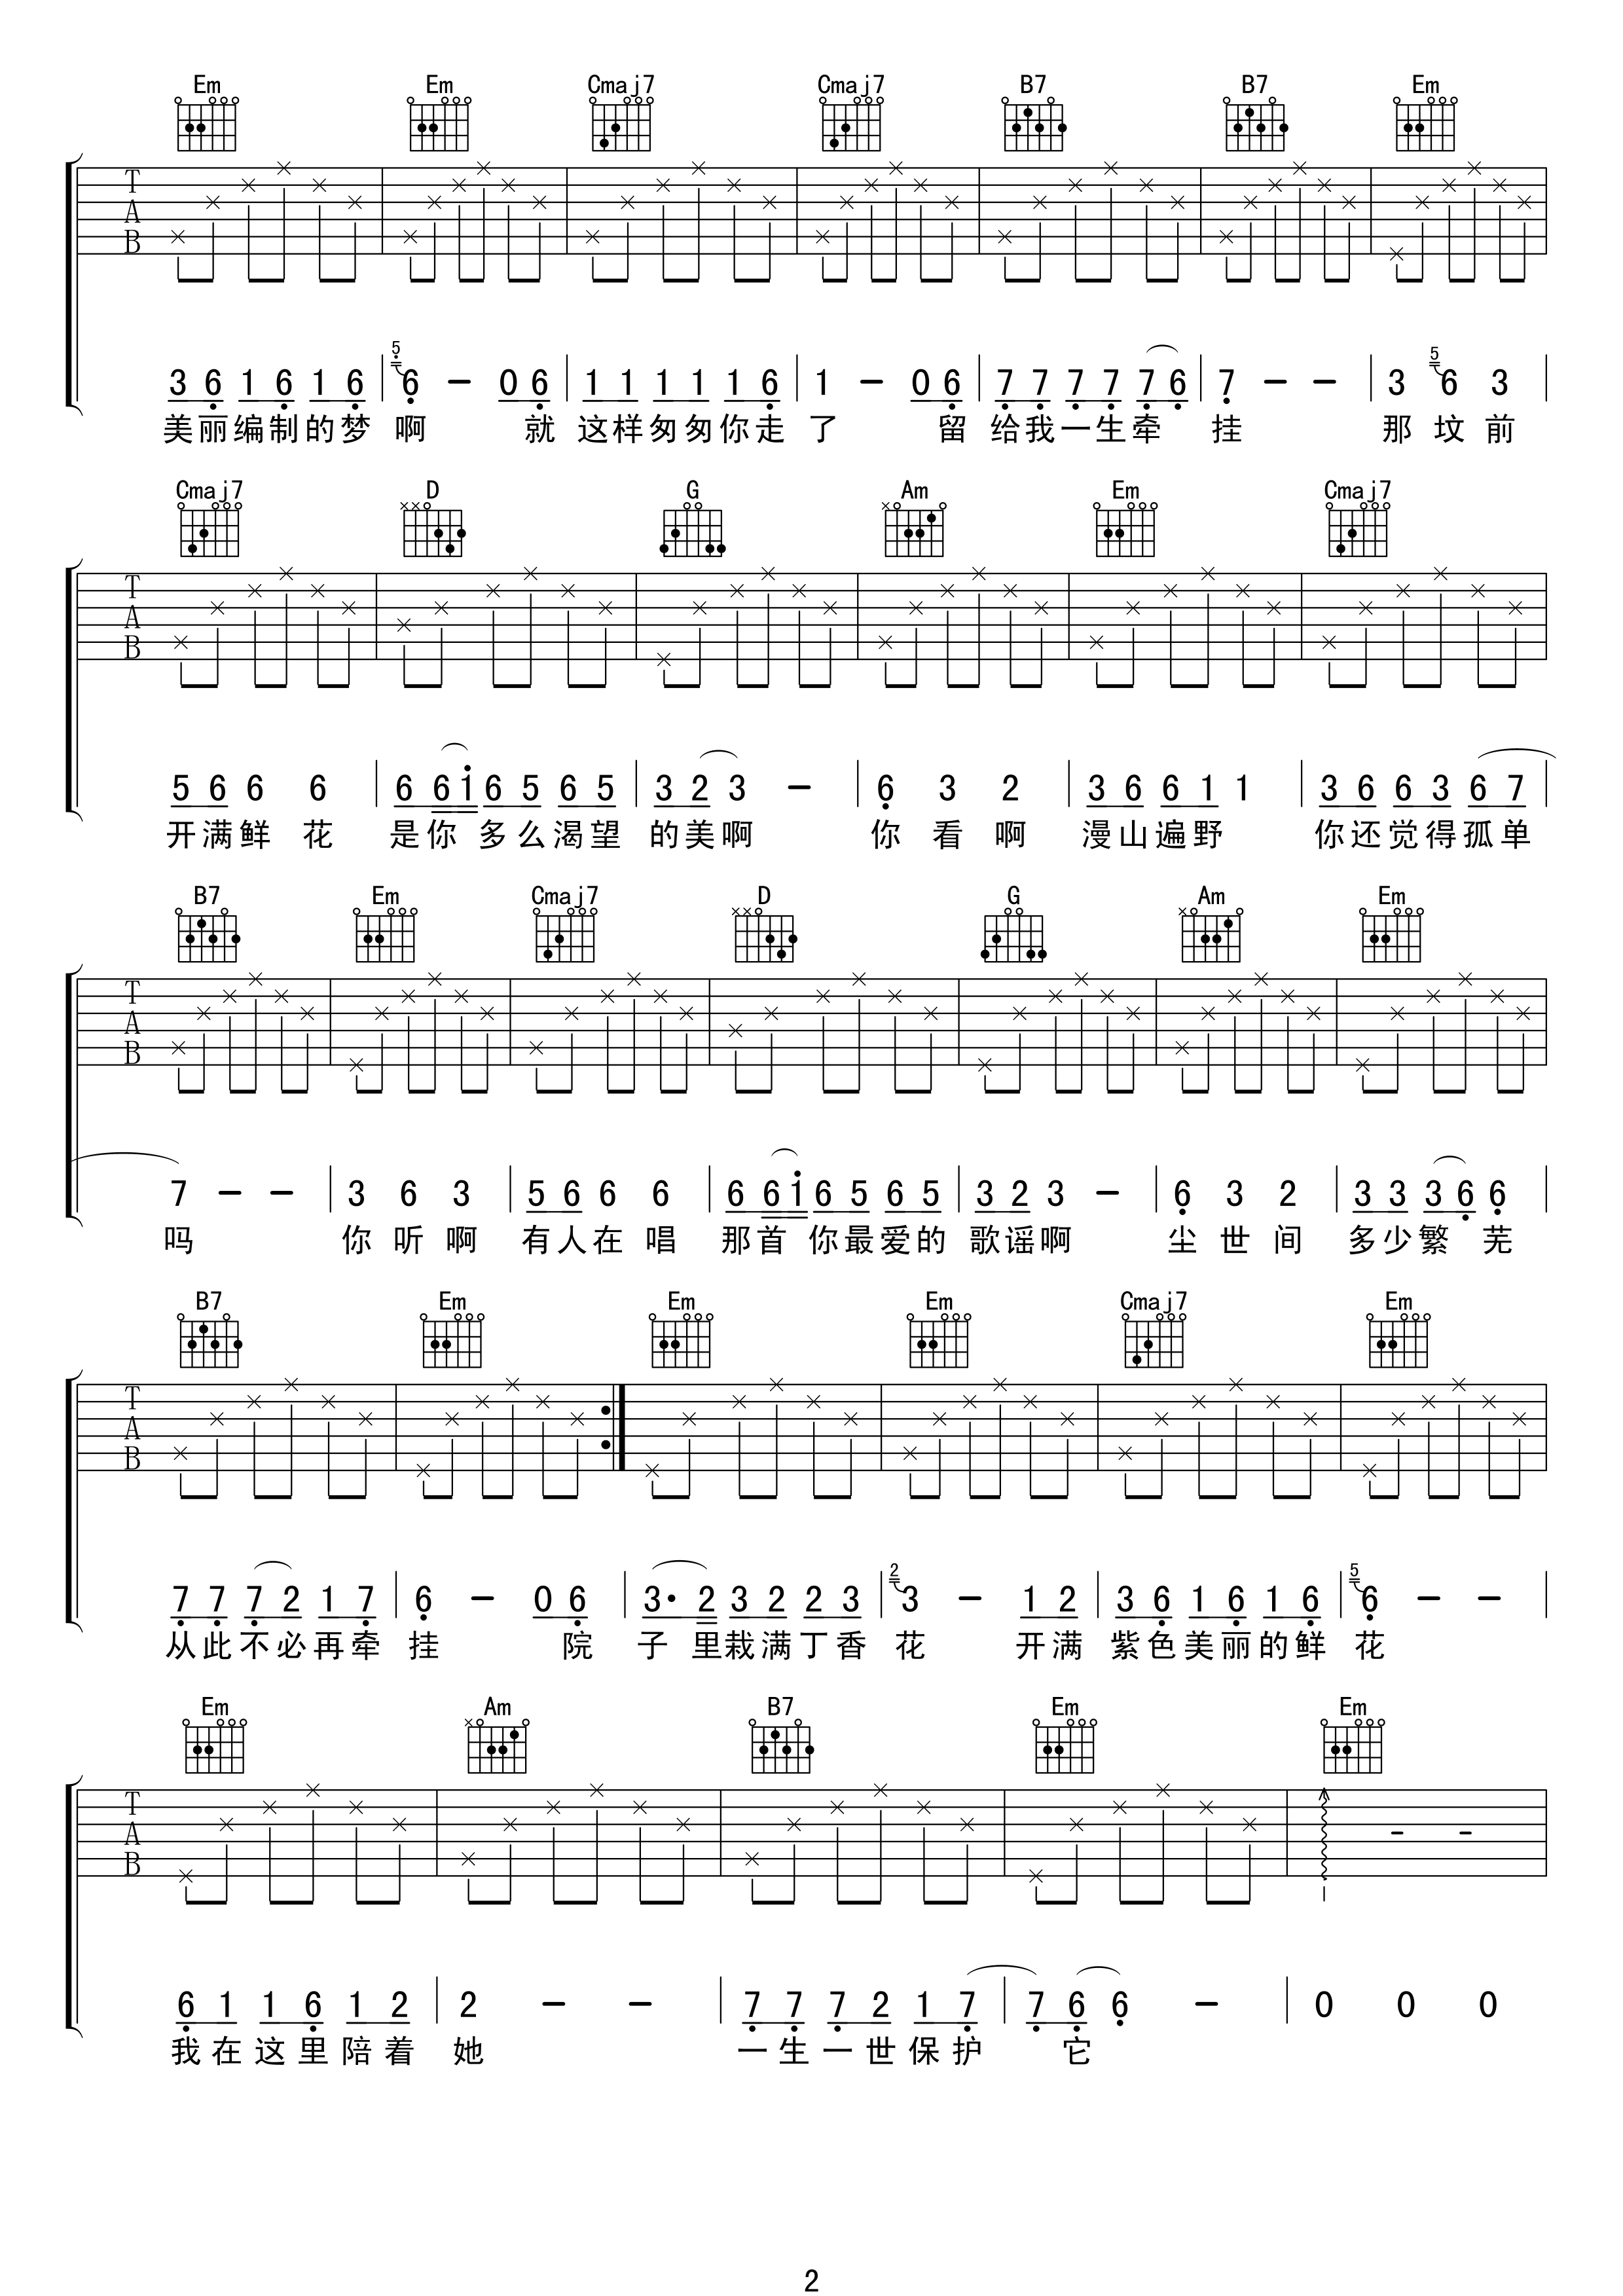 Em Em Cmaj7 Cmaj7 B7 B7 Em
T
A
B
5 5
3 6 1 6 1 6 6 - 0 6 1 1 1 1 1 6 1 - 0 6 7 7 7 7 7 6 7 - - 3 6 3
美丽编制的梦 啊 就 这样匆匆你走 了 留 给我一生牵 挂 那 坟 前
Cmaj7 D G Am Em Cmaj7
T
A
B
5 6 6 6 6 6 1 6 5 6 5 3 2 3 - 6 3 2 3 6 6 1 1 3 6 6 3 6 7
开满鲜 花 是你 多么渴望 的美啊 你 看 啊 漫山遍野 你还觉得孤单
B7 Em Cmaj7 D G Am Em
T
A
B
7 - - 3 6 3 5 6 6 6 6 6 1 6 5 6 5 3 2 3 - 6 3 2 3 3 3 6 6
吗 你 听 啊 有人在 唱 那首 你最爱的 歌谣啊 尘 世 间 多少繁 芜
B7 Em Em Em Cmaj7 Em
T
A
B
2 5
7 7 7 2 1 7 6 - 0 6 3· 2 3 2 2 3 3 - 1 2 3 6 1 6 1 6 6 - -
从此不必再牵 挂 院 子 里栽满丁香 花 开满 紫色美丽的鲜 花
Em Am B7 Em Em
T
A
B
6 1 1 6 1 2 2 - - 7 7 7 2 1 7 7 6 6 - 0 0 0
我在这里陪着 她 一生一世保护 它
2